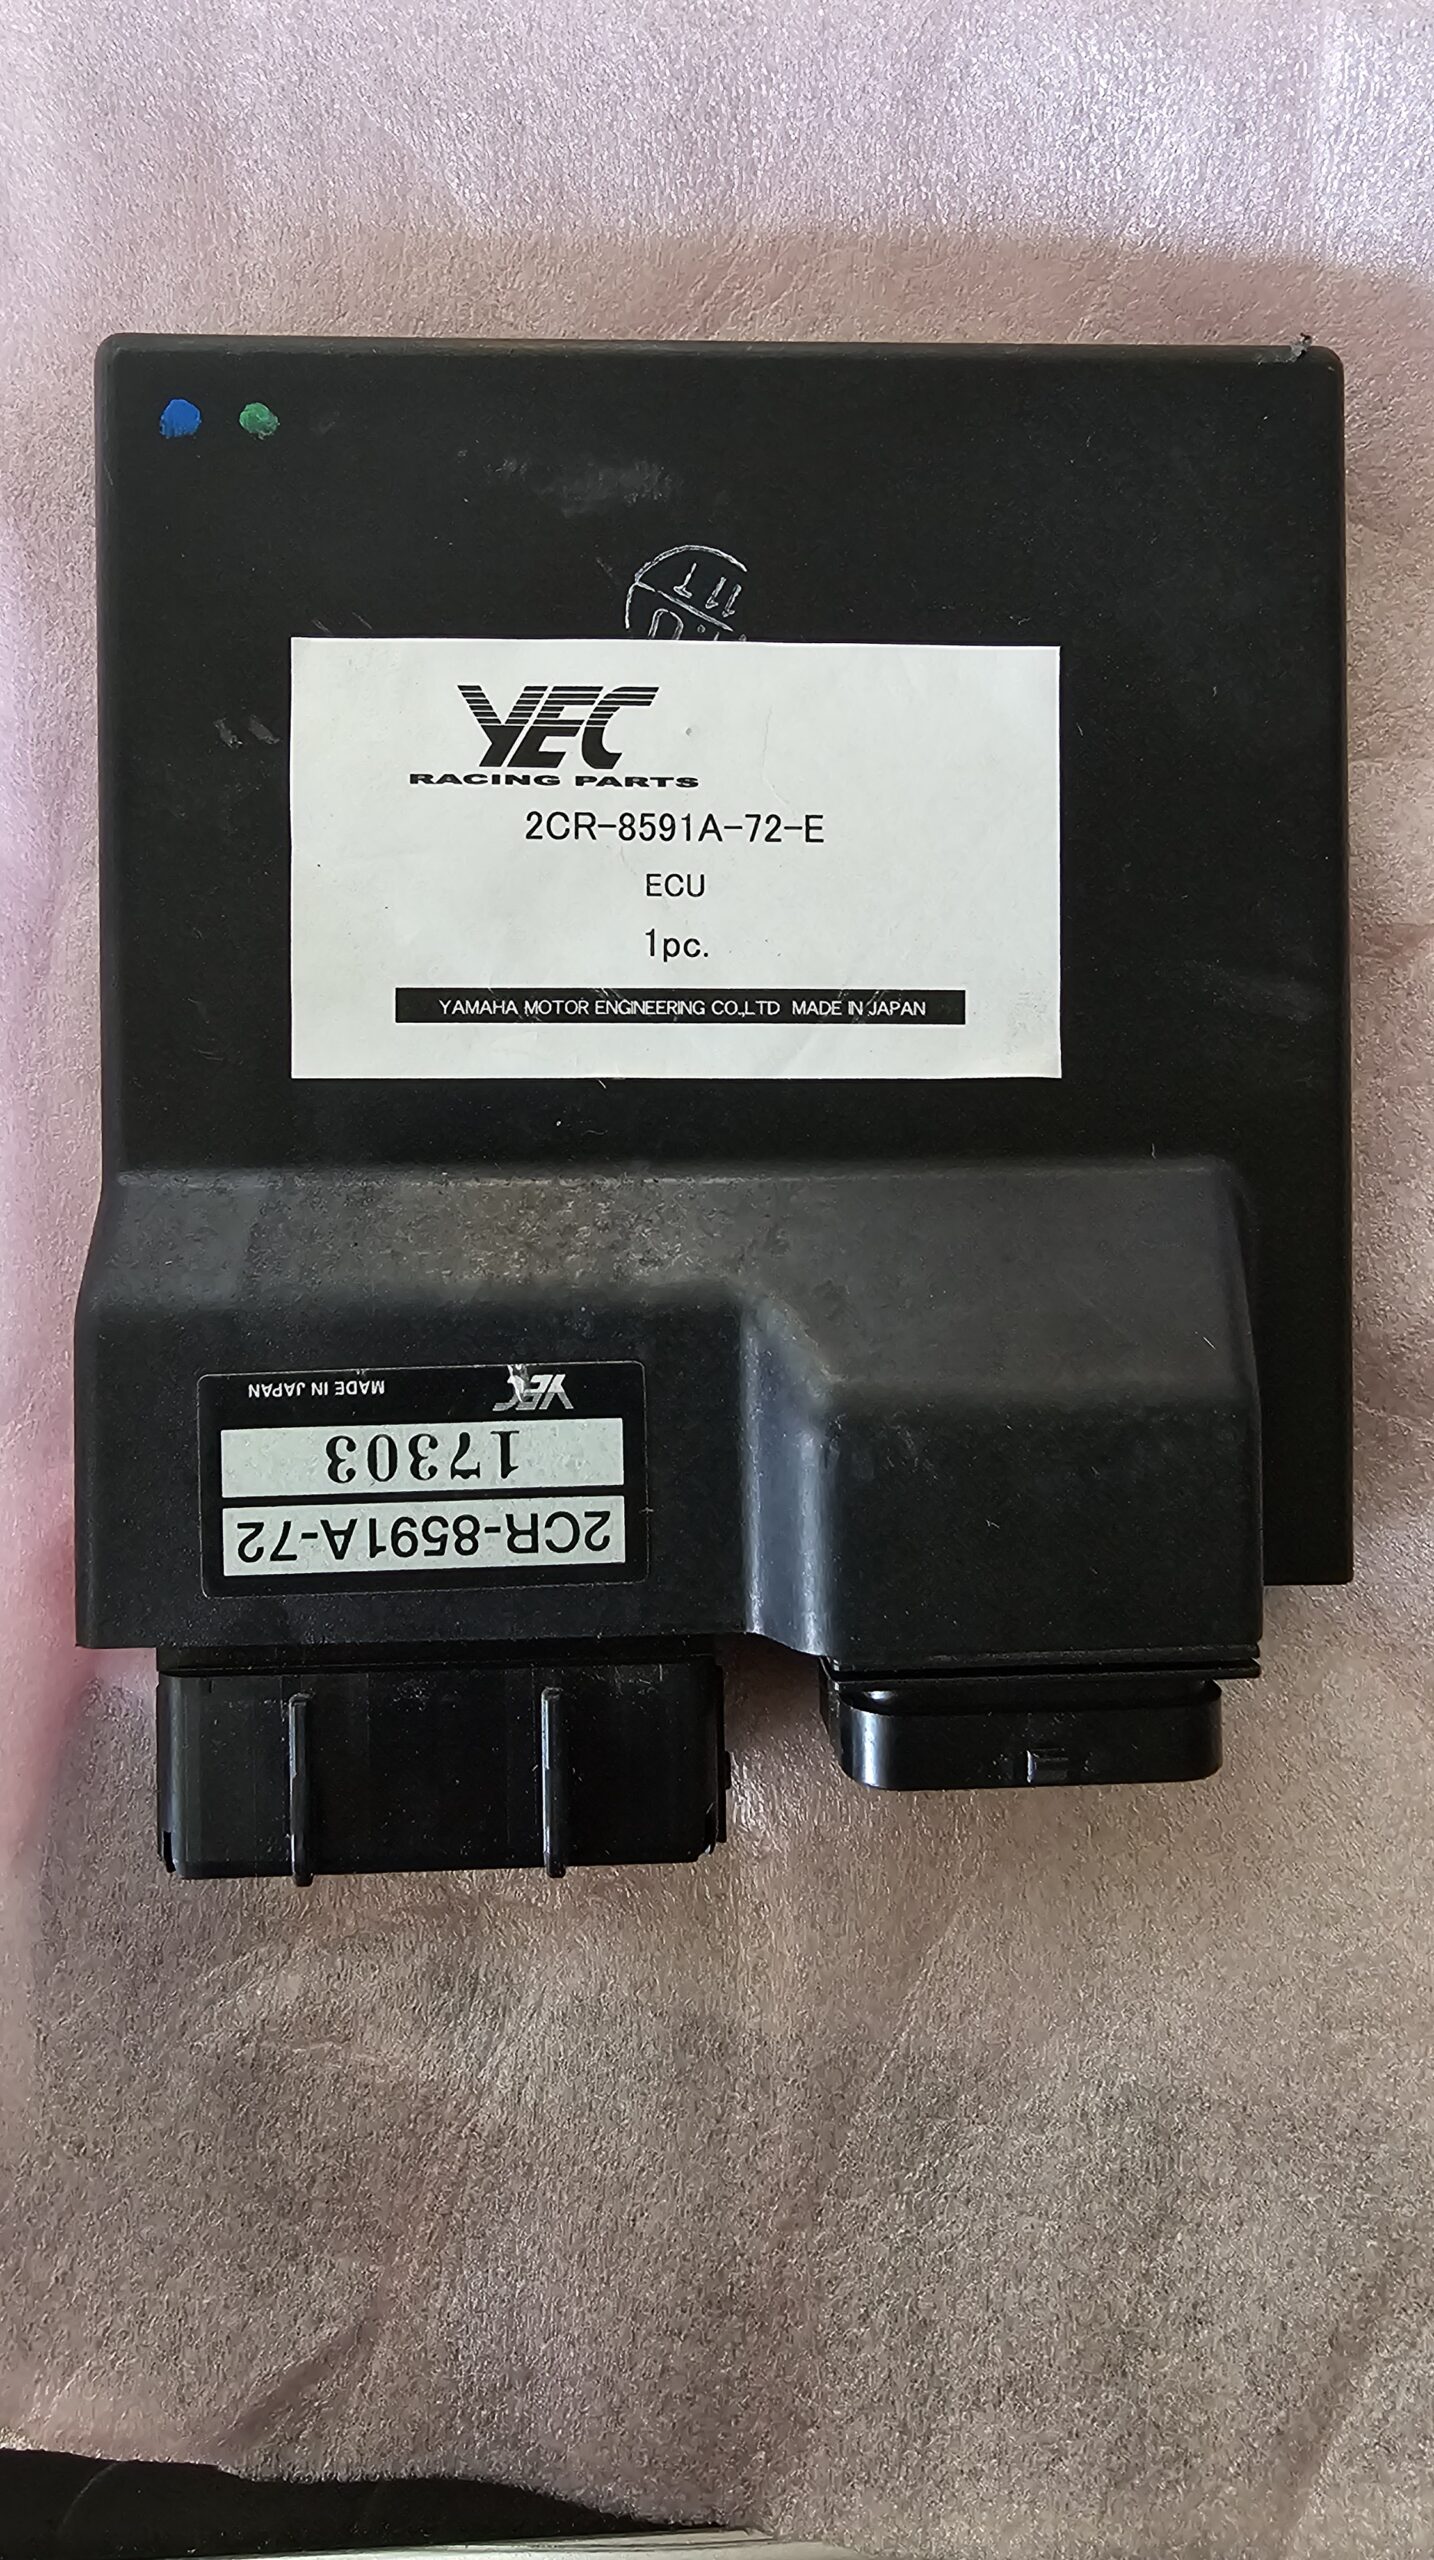 YEC
RACING PARTS
2CR-8591A-72-E
ECU
1pc.
YAMAHA MOTOR ENGINEERING CO.,LTD MADE IN JAPAN
2CR-8591A-72
17303
YEC MADE IN JAPAN